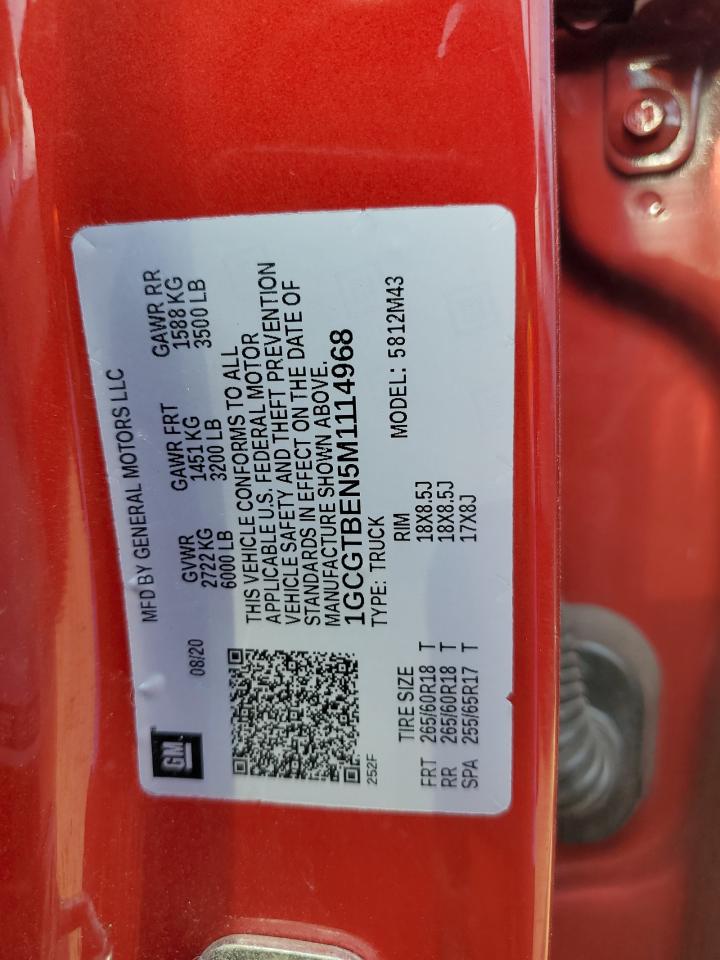 GM
MFD BY GENERAL MOTORS LLC
08/20
GVWR GAWR FRT GAWR RR
2722 KG 1451 KG 1588 KG
6000 LB 3200 LB 3500 LB
THIS VEHICLE CONFORMS TO ALL
APPLICABLE U.S. FEDERAL MOTOR
VEHICLE SAFETY AND THEFT PREVENTION
STANDARDS IN EFFECT ON THE DATE OF
MANUFACTURE SHOWN ABOVE.
1GCGTBEN5M1114968
252F
TYPE: TRUCK MODEL: 5812M43
TIRE SIZE RIM
FRT 265/60R18 T 18X8.5J
RR 265/60R18 T 18X8.5J
SPA 255/65R17 T 17X8J